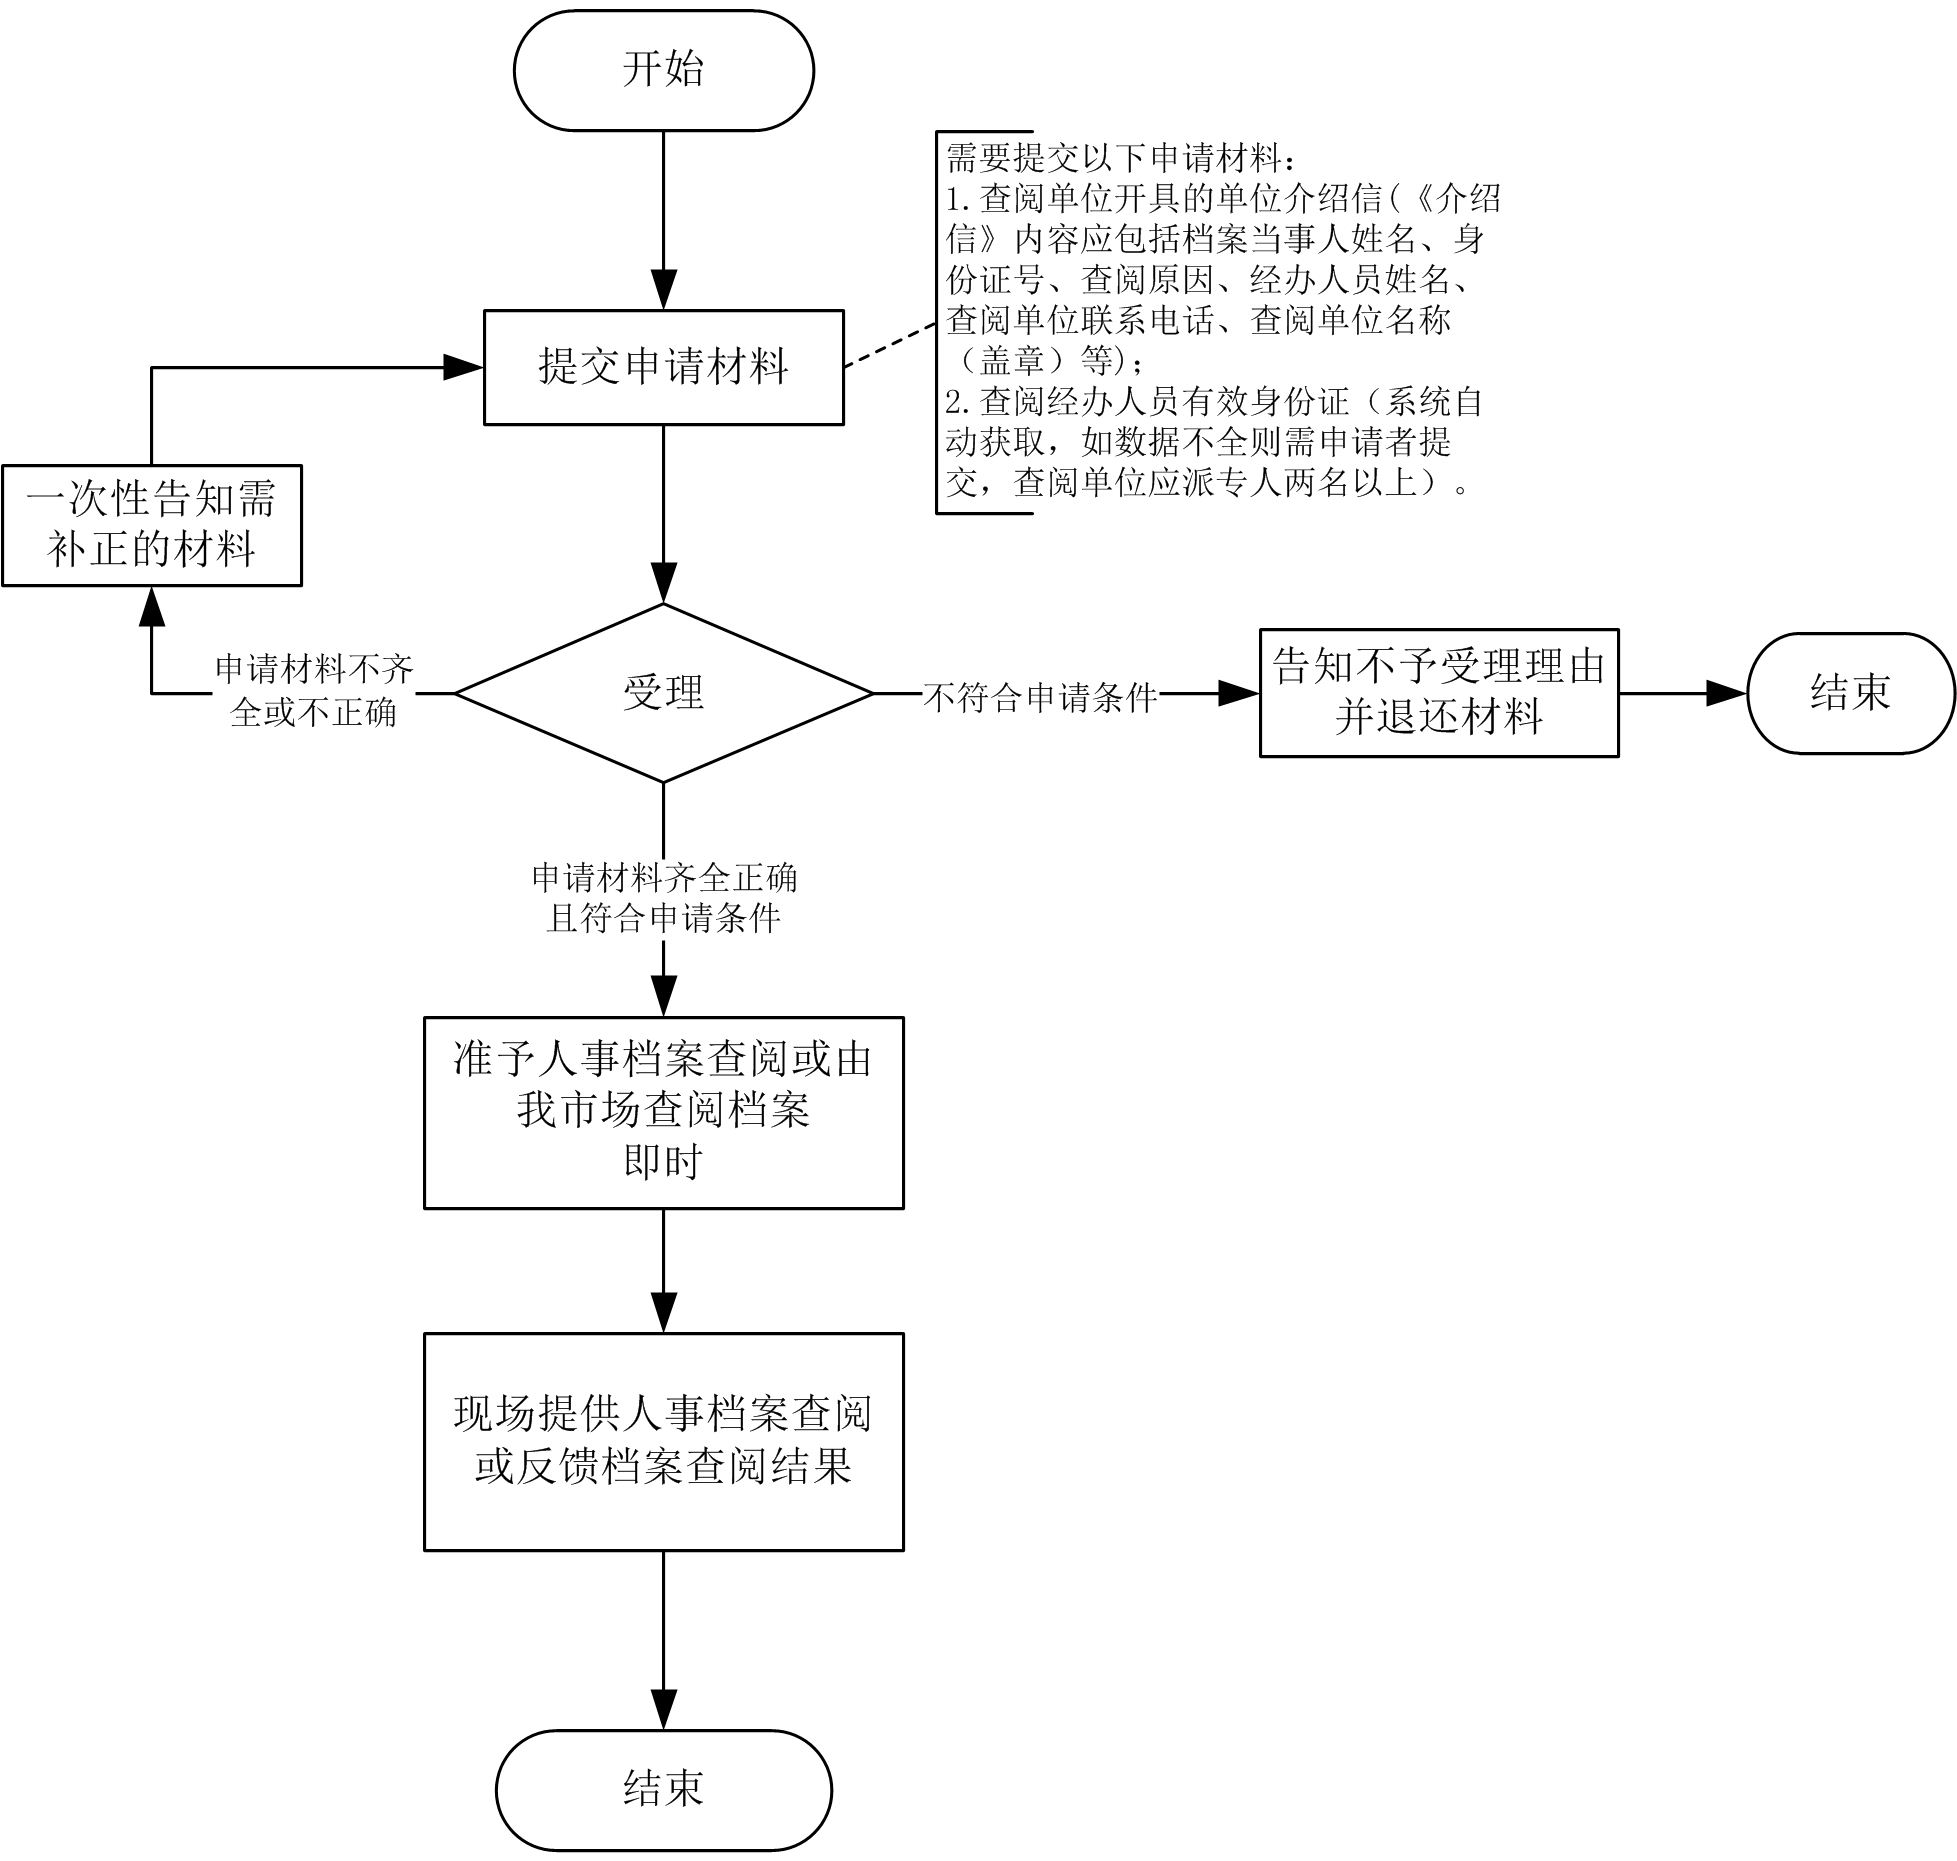 开始
需要提交以下申请材料：
1.查阅单位开具的单位介绍信(《介绍
信》内容应包括档案当事人姓名、身
份证号、查阅原因、经办人员姓名、
查阅单位联系电话、查阅单位名称
（盖章）等)；
2.查阅经办人员有效身份证（系统自
动获取，如数据不全则需申请者提
交，查阅单位应派专人两名以上）。
提交申请材料
一次性告知需
补正的材料
申请材料不齐
全或不正确
受理
不符合申请条件
告知不予受理理由
并退还材料
结束
申请材料齐全正确
且符合申请条件
准予人事档案查阅或由
我市场查阅档案
即时
现场提供人事档案查阅
或反馈档案查阅结果
结束